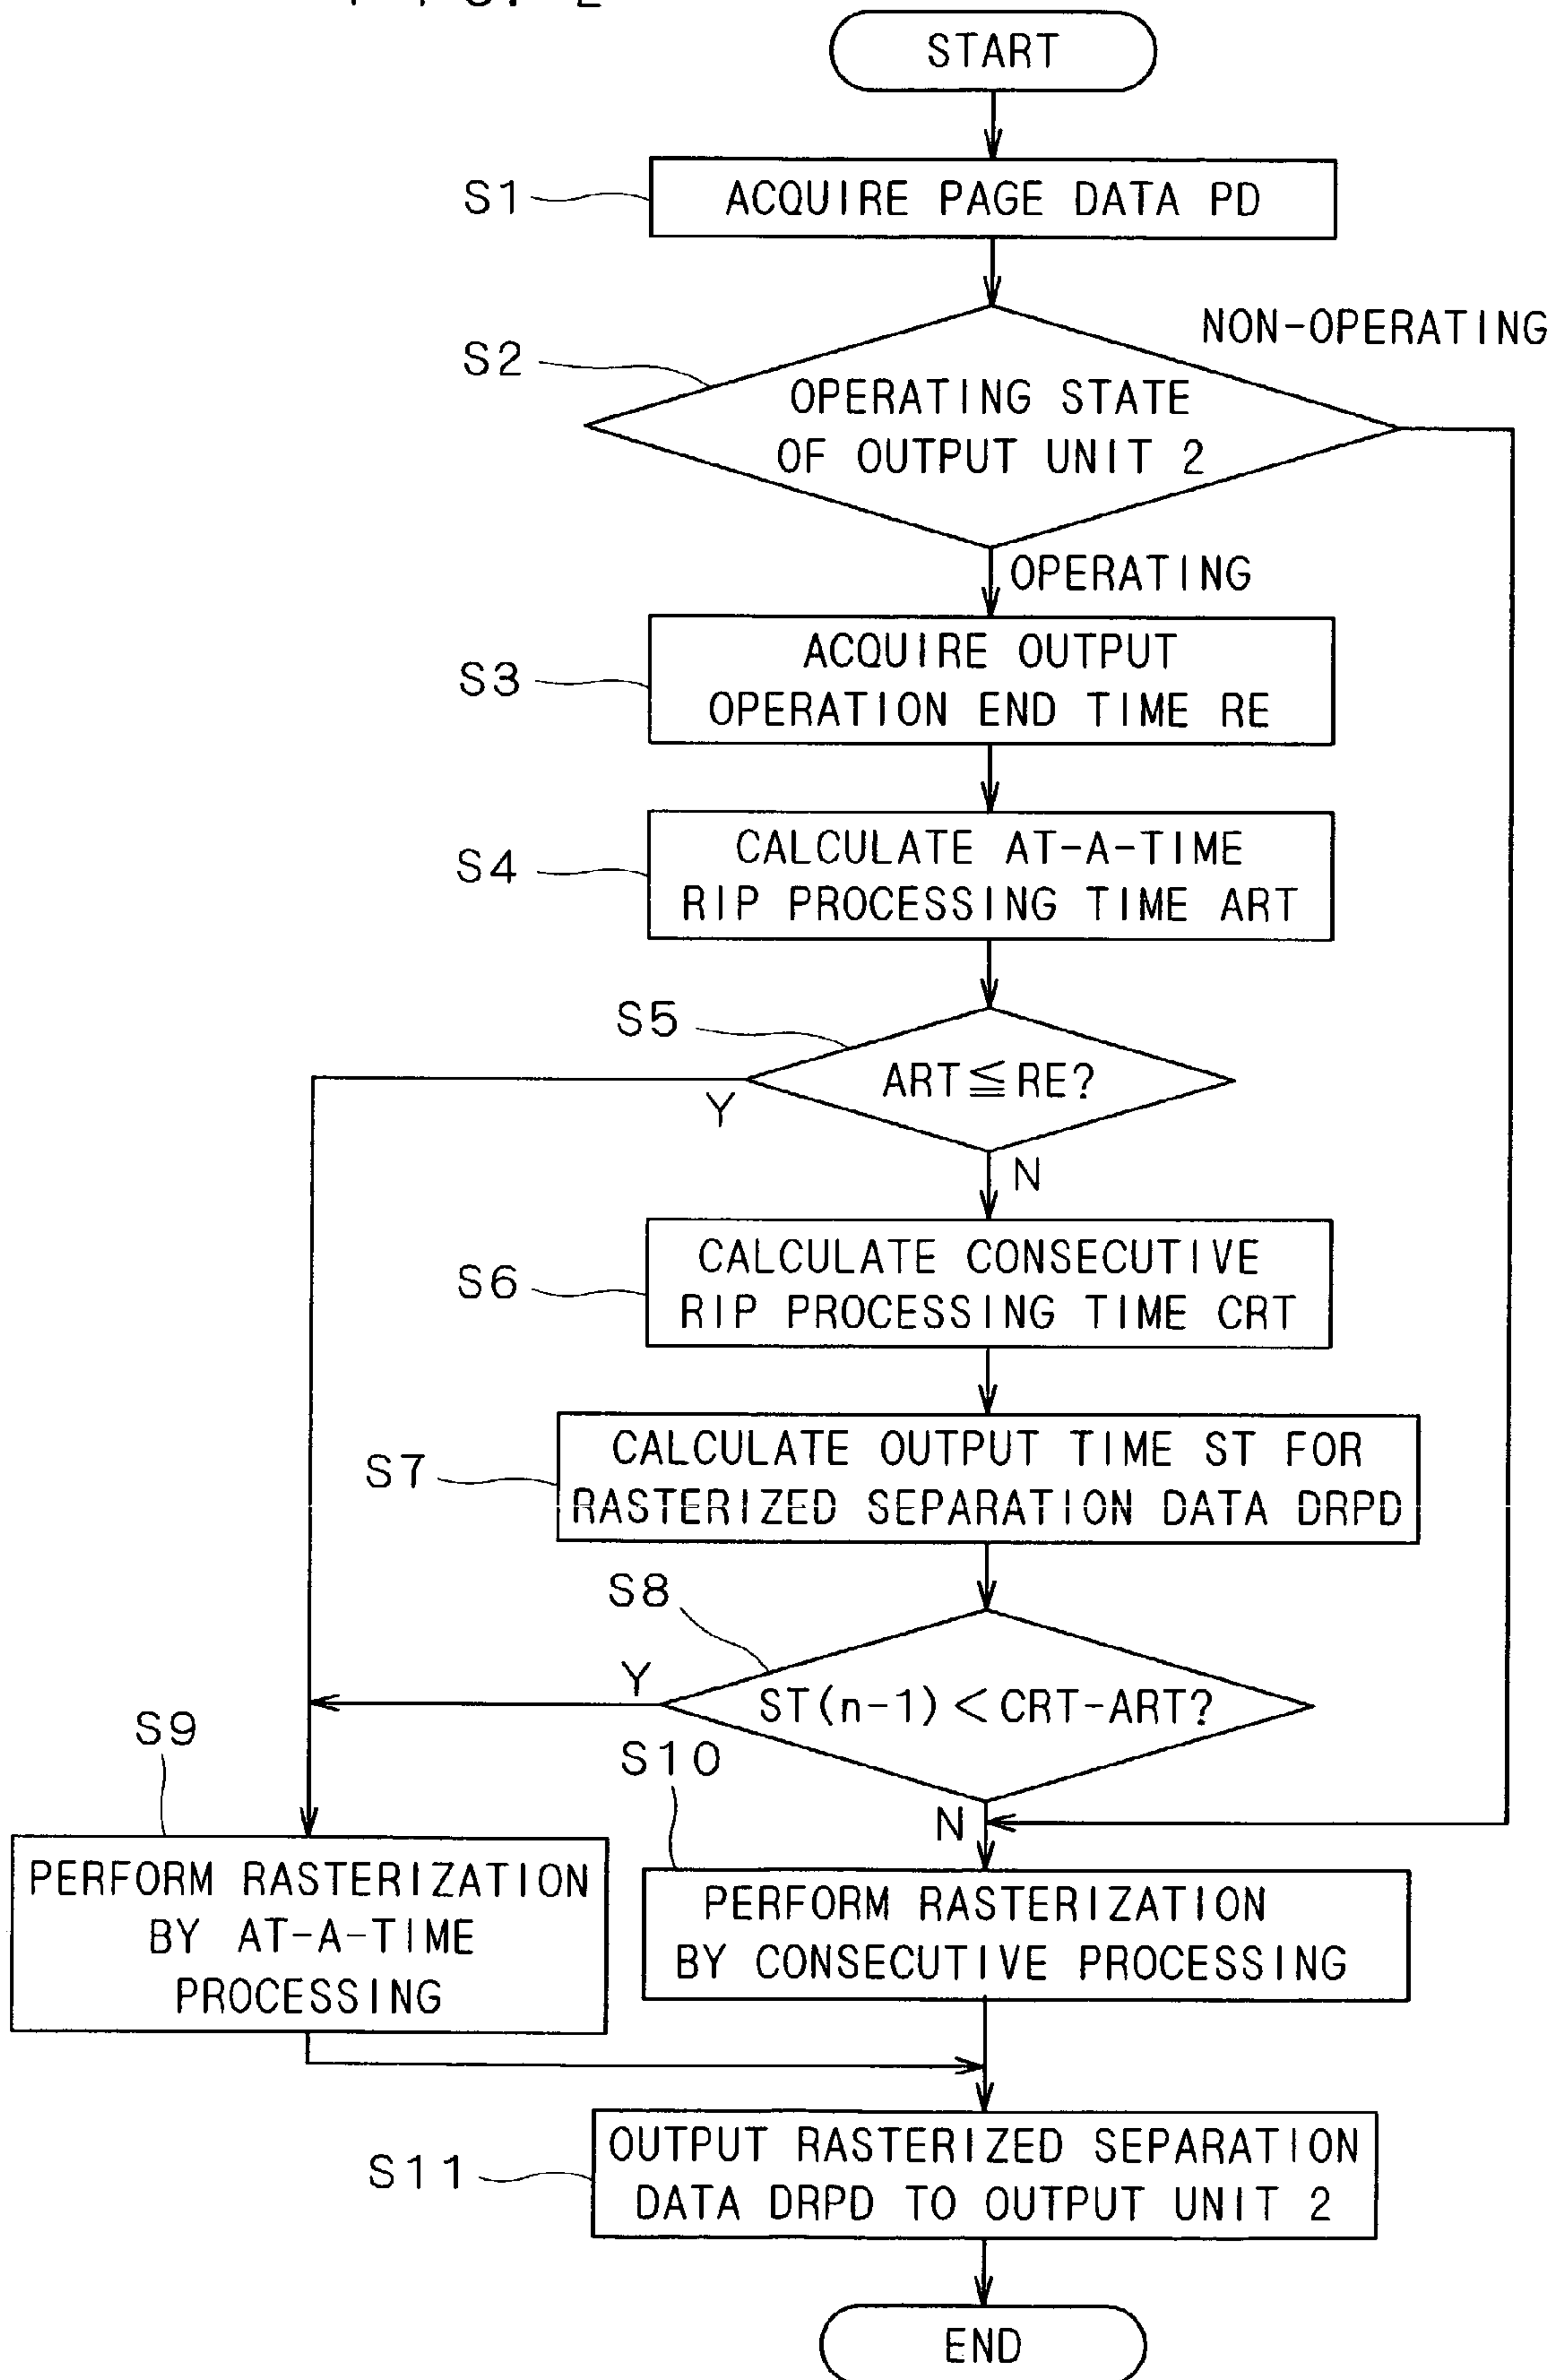 START
S1
ACQUIRE PAGE DATA PD
NON-OPERATING
S2
OPERATING STATE
OF OUTPUT UNIT 2
OPERATING
S3
ACQUIRE OUTPUT
OPERATION END TIME RE
S4
CALCULATE AT-A-TIME
RIP PROCESSING TIME ART
S5
ART≦RE?
Y
N
S6
CALCULATE CONSECUTIVE
RIP PROCESSING TIME CRT
S7
CALCULATE OUTPUT TIME ST FOR
RASTERIZED SEPARATION DATA DRPD
S8
Y
ST(n-1)<CRT-ART?
S9
S10
N
PERFORM RASTERIZATION
BY AT-A-TIME
PROCESSING
PERFORM RASTERIZATION
BY CONSECUTIVE PROCESSING
S11
OUTPUT RASTERIZED SEPARATION
DATA DRPD TO OUTPUT UNIT 2
END